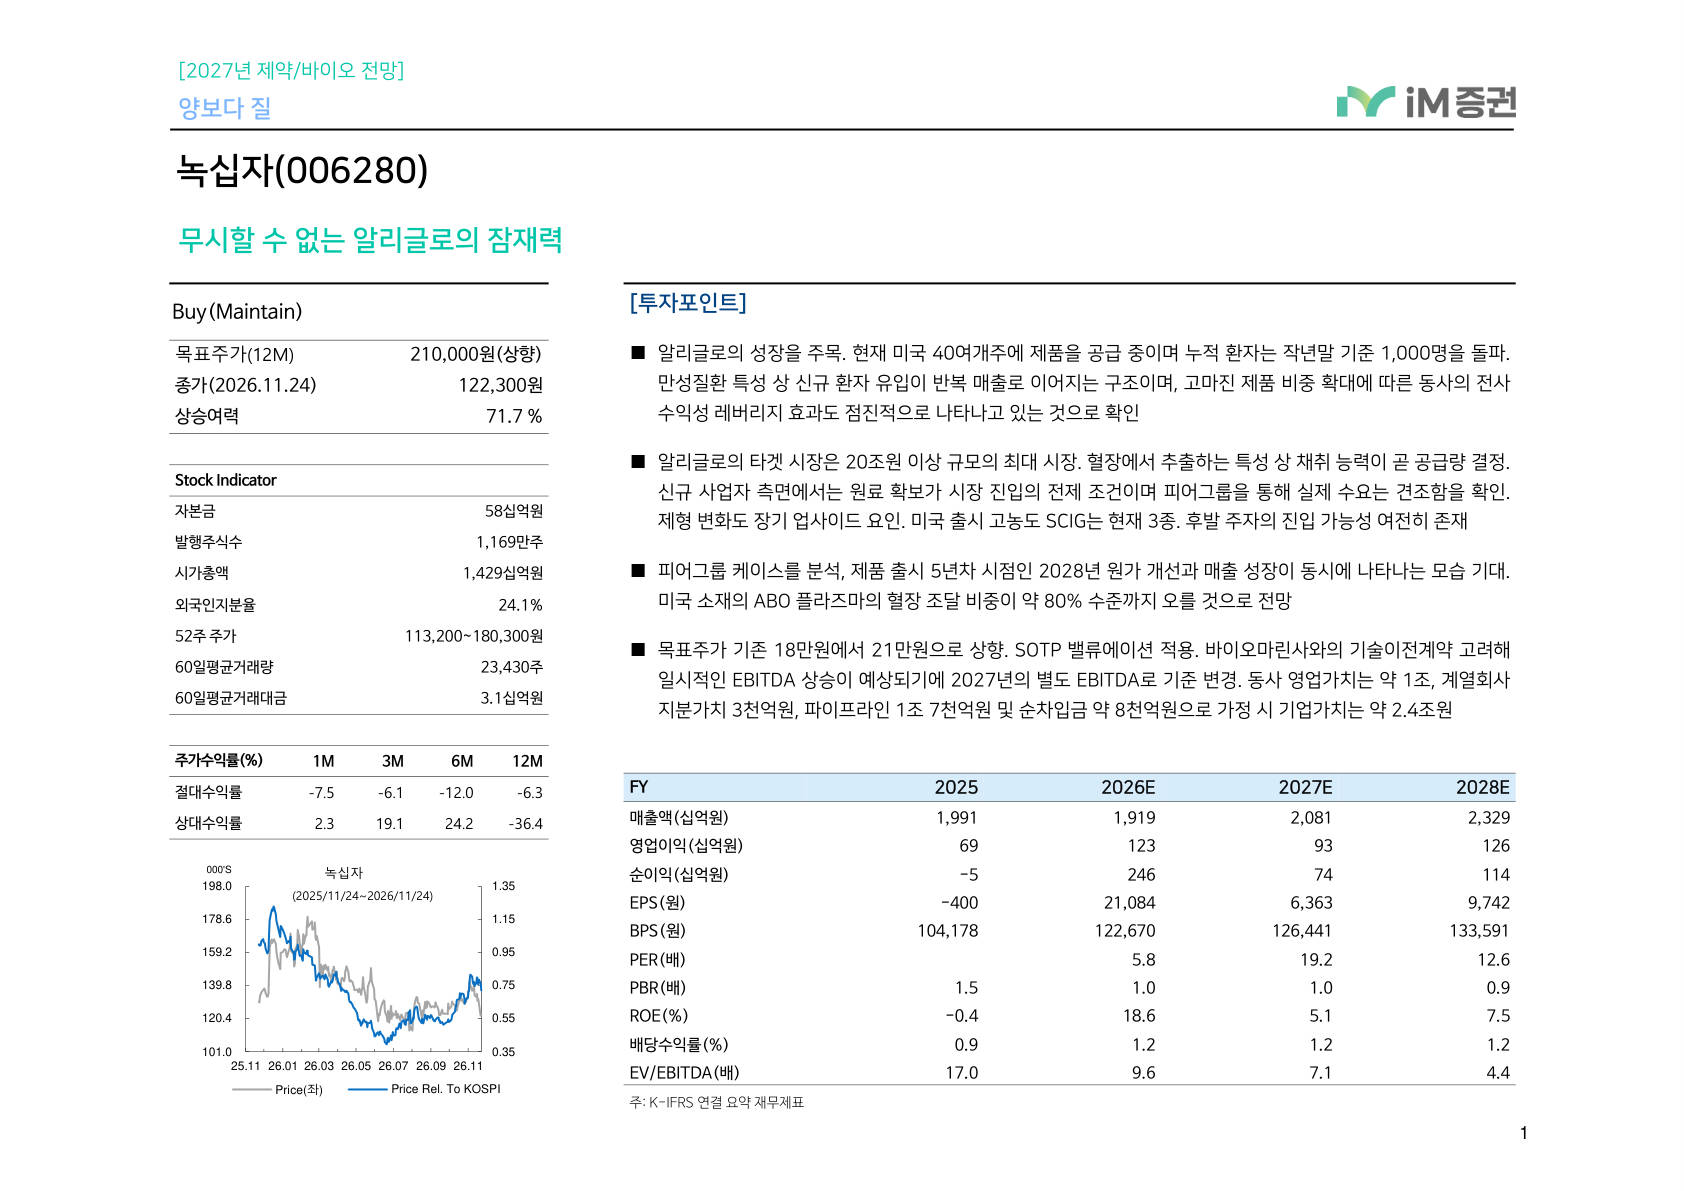 [2027년 제약/바이오 전망]
양보다 질
iM증권
녹십자(006280)
무시할 수 없는 알리글로의 잠재력
Buy(Maintain)
목표주가(12M) 210,000원(상향)
종가(2026.11.24) 122,300원
상승여력 71.7 %
Stock Indicator
자본금 58십억원
발행주식수 1,169만주
시가총액 1,429십억원
외국인지분율 24.1%
52주 주가 113,200~180,300원
60일평균거래량 23,430주
60일평균거래대금 3.1십억원
주가수익률(%) 1M 3M 6M 12M
절대수익률 -7.5 -6.1 -12.0 -6.3
상대수익률 2.3 19.1 24.2 -36.4
000'S 녹십자
(2025/11/24~2026/11/24)
198.0 1.35
178.6 1.15
159.2 0.95
139.8 0.75
120.4 0.55
101.0 0.35
25.11 26.01 26.03 26.05 26.07 26.09 26.11
Price(좌) Price Rel. To KOSPI
[투자포인트]
■ 알리글로의 성장을 주목. 현재 미국 40여개주에 제품을 공급 중이며 누적 환자는 작년말 기준 1,000명을 돌파.
만성질환 특성 상 신규 환자 유입이 반복 매출로 이어지는 구조이며, 고마진 제품 비중 확대에 따른 동사의 전사
수익성 레버리지 효과도 점진적으로 나타나고 있는 것으로 확인
■ 알리글로의 타겟 시장은 20조원 이상 규모의 최대 시장. 혈장에서 추출하는 특성 상 채취 능력이 곧 공급량 결정.
신규 사업자 측면에서는 원료 확보가 시장 진입의 전제 조건이며 피어그룹을 통해 실제 수요는 견조함을 확인.
제형 변화도 장기 업사이드 요인. 미국 출시 고농도 SCIG는 현재 3종. 후발 주자의 진입 가능성 여전히 존재
■ 피어그룹 케이스를 분석, 제품 출시 5년차 시점인 2028년 원가 개선과 매출 성장이 동시에 나타나는 모습 기대.
미국 소재의 ABO 플라즈마의 혈장 조달 비중이 약 80% 수준까지 오를 것으로 전망
■ 목표주가 기존 18만원에서 21만원으로 상향. SOTP 밸류에이션 적용. 바이오마린사와의 기술이전계약 고려해
일시적인 EBITDA 상승이 예상되기에 2027년의 별도 EBITDA로 기준 변경. 동사 영업가치는 약 1조, 계열회사
지분가치 3천억원, 파이프라인 1조 7천억원 및 순차입금 약 8천억원으로 가정 시 기업가치는 약 2.4조원
FY 2025 2026E 2027E 2028E
매출액(십억원) 1,991 1,919 2,081 2,329
영업이익(십억원) 69 123 93 126
순이익(십억원) -5 246 74 114
EPS(원) -400 21,084 6,363 9,742
BPS(원) 104,178 122,670 126,441 133,591
PER(배) 5.8 19.2 12.6
PBR(배) 1.5 1.0 1.0 0.9
ROE(%) -0.4 18.6 5.1 7.5
배당수익률(%) 0.9 1.2 1.2 1.2
EV/EBITDA(배) 17.0 9.6 7.1 4.4
주: K-IFRS 연결 요약 재무제표
1